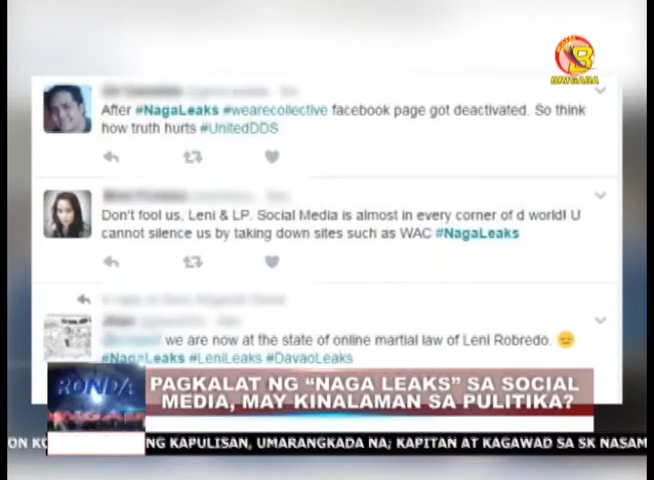 BRIGADA
After #NagaLeaks #wearecollective facebook page got deactivated. So think
how truth hurts #UnitedDDS
Don't fool us, Leni & LP. Social Media is almost in every corner of d world! U
cannot silence us by taking down sites such as WAC #NagaLeaks
we are now at the state of online martial law of Leni Robredo.
#NagaLeaks #LeniLeaks #DavaoLeaks
RONDA
BRIGADA
PAGKALAT NG “NAGA LEAKS” SA SOCIAL
MEDIA, MAY KINALAMAN SA PULITIKA?
NG KAPULISAN, UMARANGKADA NA; KAPITAN AT KAGAWAD SA SK NASAM